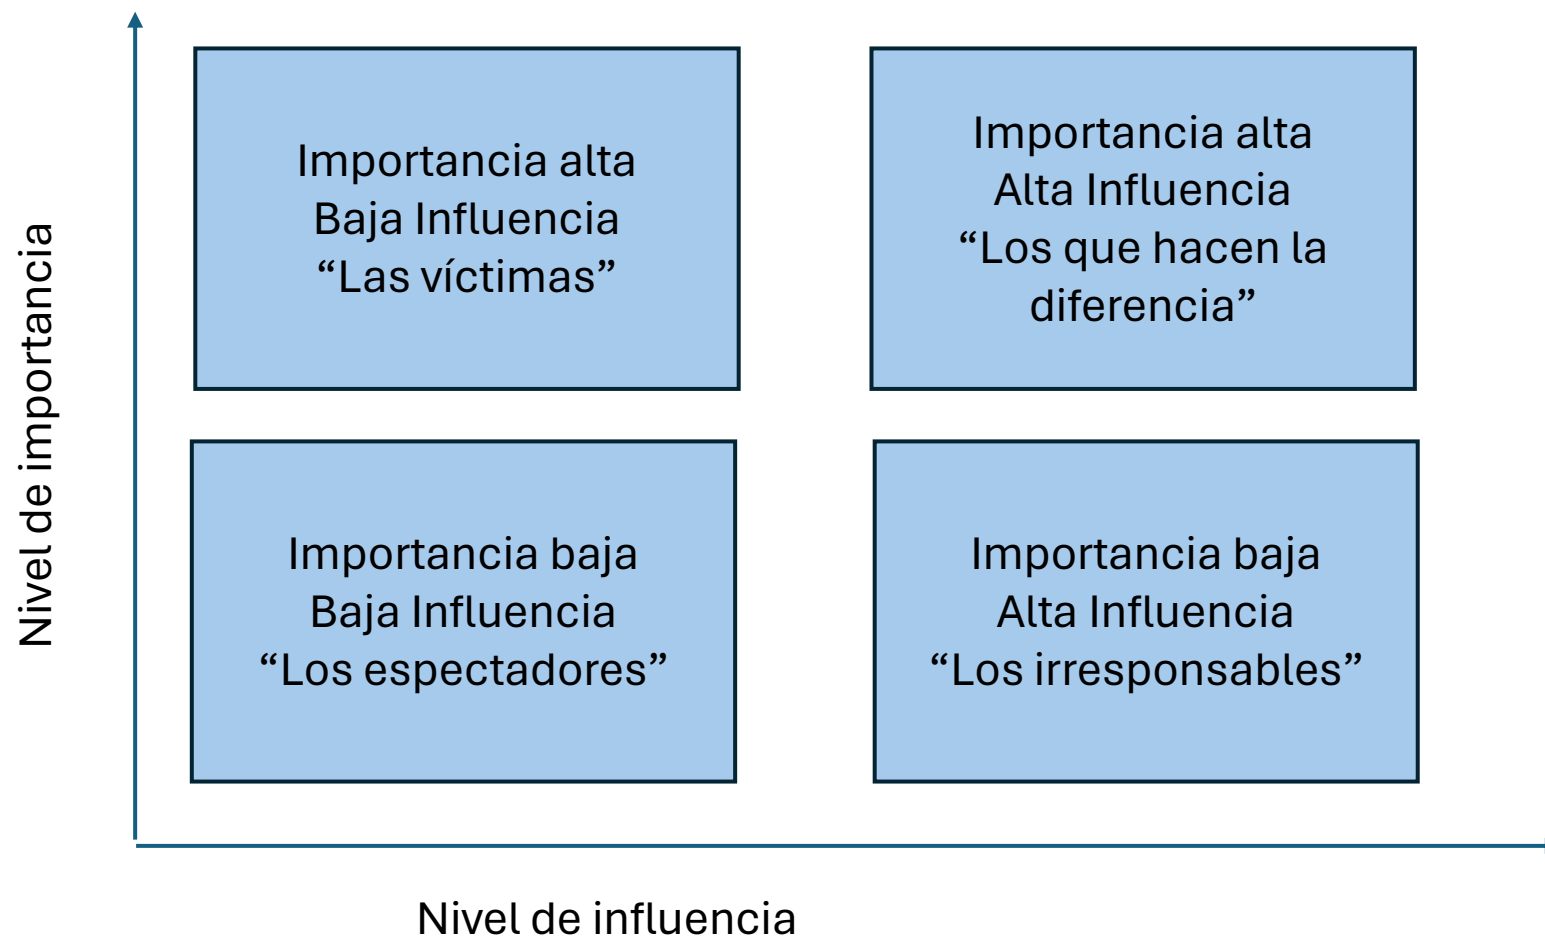 Nivel de importancia
Importancia alta
Baja Influencia
“Las víctimas”
Importancia alta
Alta Influencia
“Los que hacen la
diferencia”
Importancia baja
Baja Influencia
“Los espectadores”
Importancia baja
Alta Influencia
“Los irresponsables”
Nivel de influencia